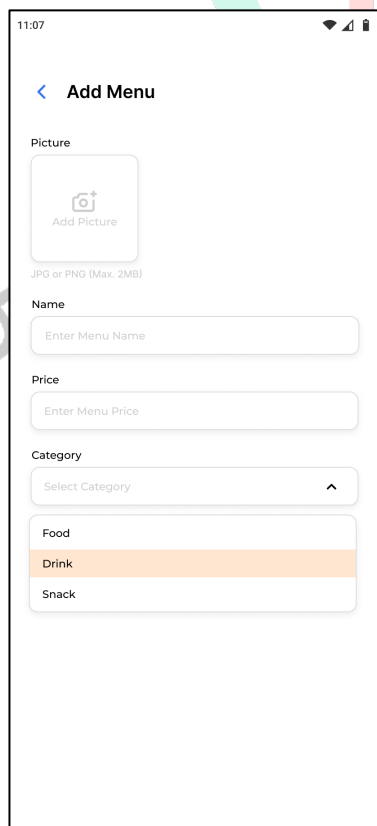 11:07
Add Menu
Picture
Add Picture
JPG or PNG (Max. 2MB)
Name
Enter Menu Name
Price
Enter Menu Price
Category
Select Category
Food
Drink
Snack